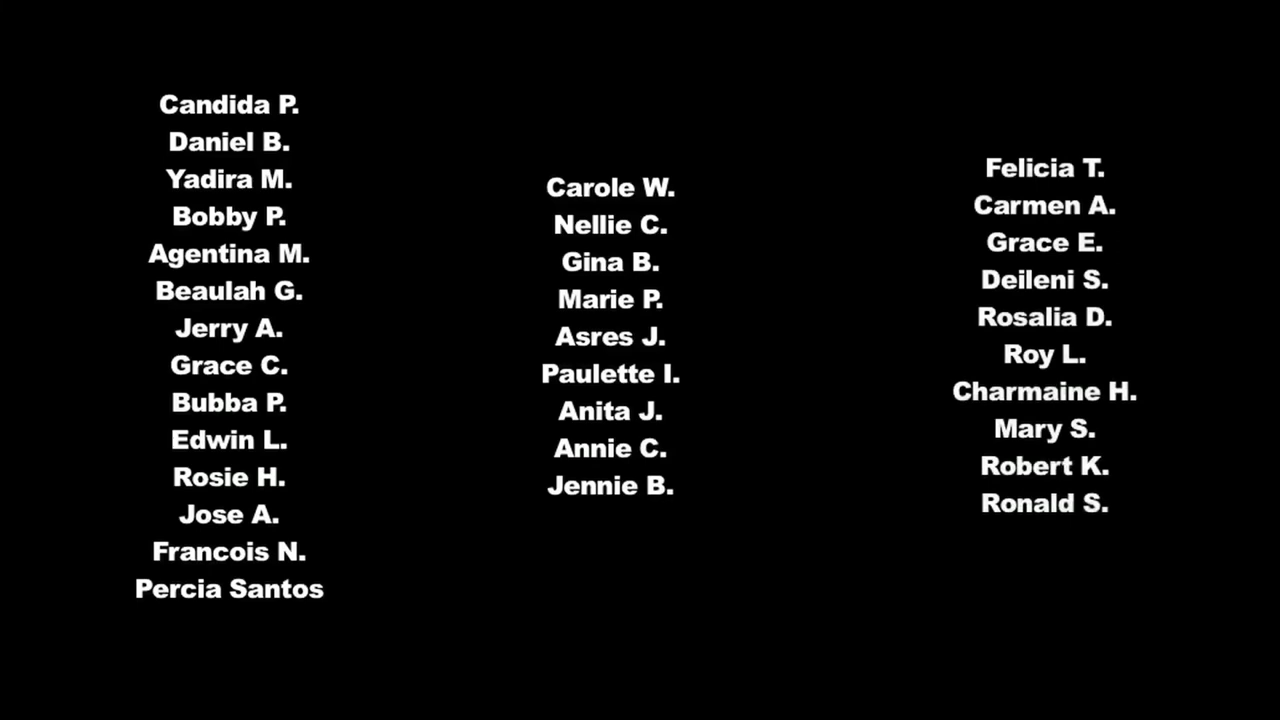 Candida P.
Daniel B.
Yadira M.
Bobby P.
Agentina M.
Beaulah G.
Jerry A.
Grace C.
Bubba P.
Edwin L.
Rosie H.
Jose A.
Francois N.
Percia Santos
Carole W.
Nellie C.
Gina B.
Marie P.
Asres J.
Paulette I.
Anita J.
Annie C.
Jennie B.
Felicia T.
Carmen A.
Grace E.
Deileni S.
Rosalia D.
Roy L.
Charmaine H.
Mary S.
Robert K.
Ronald S.